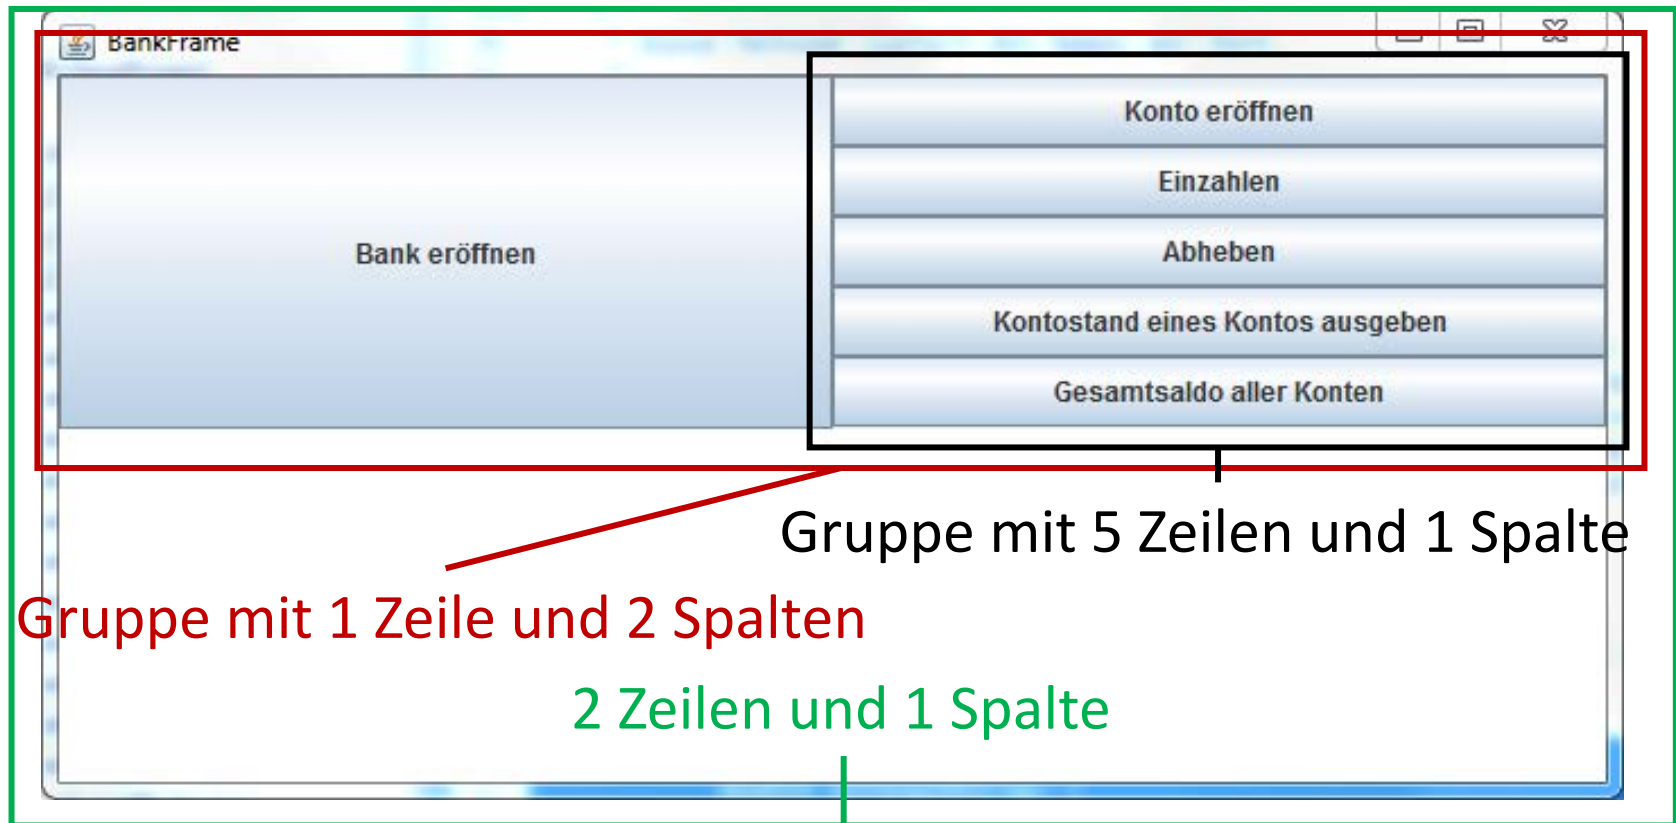 BankFrame
Bank eröffnen
Konto eröffnen
Einzahlen
Abheben
Kontostand eines Kontos ausgeben
Gesamtsaldo aller Konten
Gruppe mit 5 Zeilen und 1 Spalte
Gruppe mit 1 Zeile und 2 Spalten
2 Zeilen und 1 Spalte